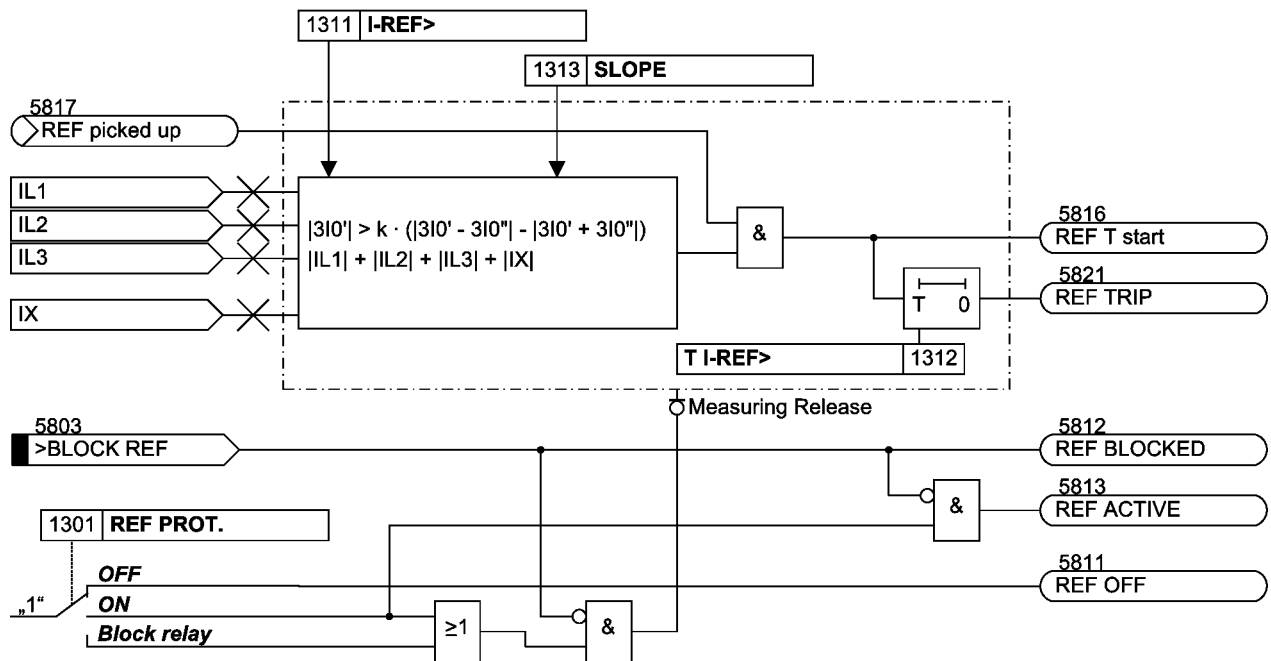 1311 I-REF>
1313 SLOPE
5817
REF picked up
IL1
IL2
IL3
IX
|3I0'| > k · (|3I0' - 3I0"| - |3I0' + 3I0"|)
|IL1| + |IL2| + |IL3| + |IX|
&
5816
REF T start
5821
REF TRIP
T 0
T I-REF> 1312
Measuring Release
5803
>BLOCK REF
5812
REF BLOCKED
&
5813
REF ACTIVE
1301 REF PROT.
5811
REF OFF
OFF
„1“
ON
Block relay
≥1
&